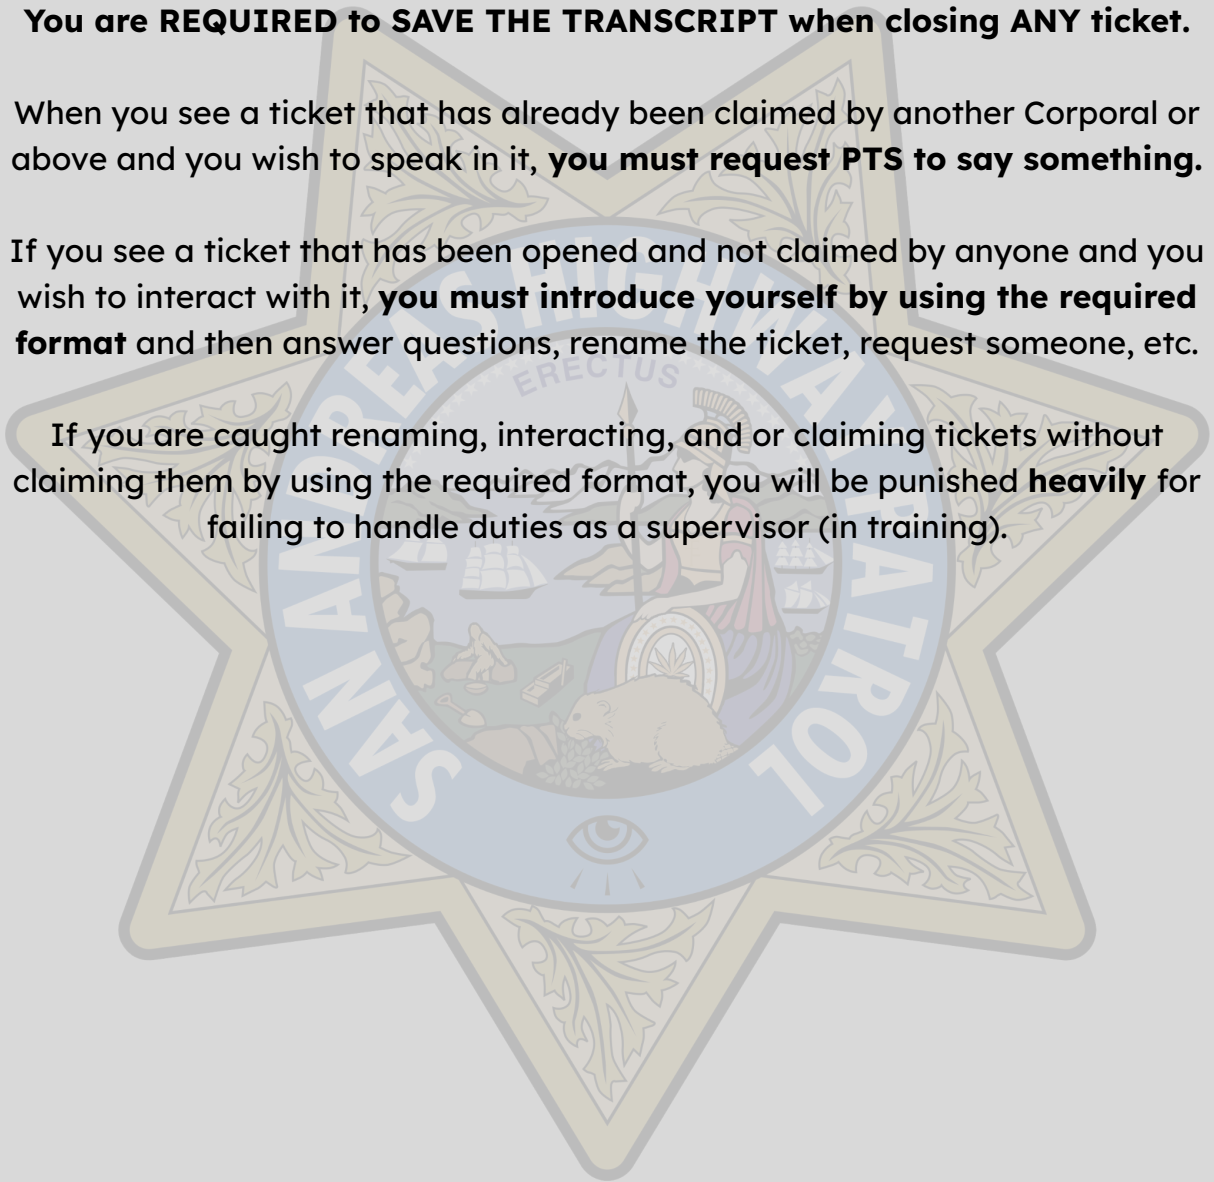 You are REQUIRED to SAVE THE TRANSCRIPT when closing ANY ticket.
When you see a ticket that has already been claimed by another Corporal or
above and you wish to speak in it, you must request PTS to say something.
If you see a ticket that has been opened and not claimed by anyone and you
wish to interact with it, you must introduce yourself by using the required
format and then answer questions, rename the ticket, request someone, etc.
If you are caught renaming, interacting, and or claiming tickets without
claiming them by using the required format, you will be punished heavily for
failing to handle duties as a supervisor (in training).
SAN ANDREAS HIGHWAY PATROL
ERECTUS